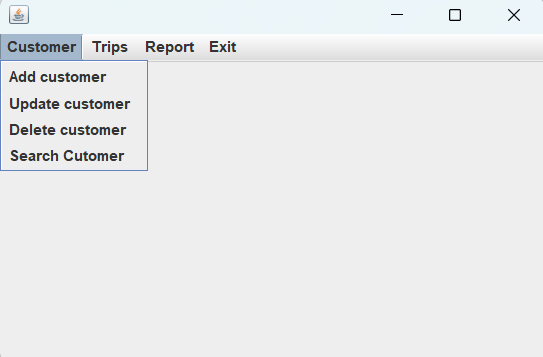 Customer Trips Report Exit
Add customer
Update customer
Delete customer
Search Cutomer